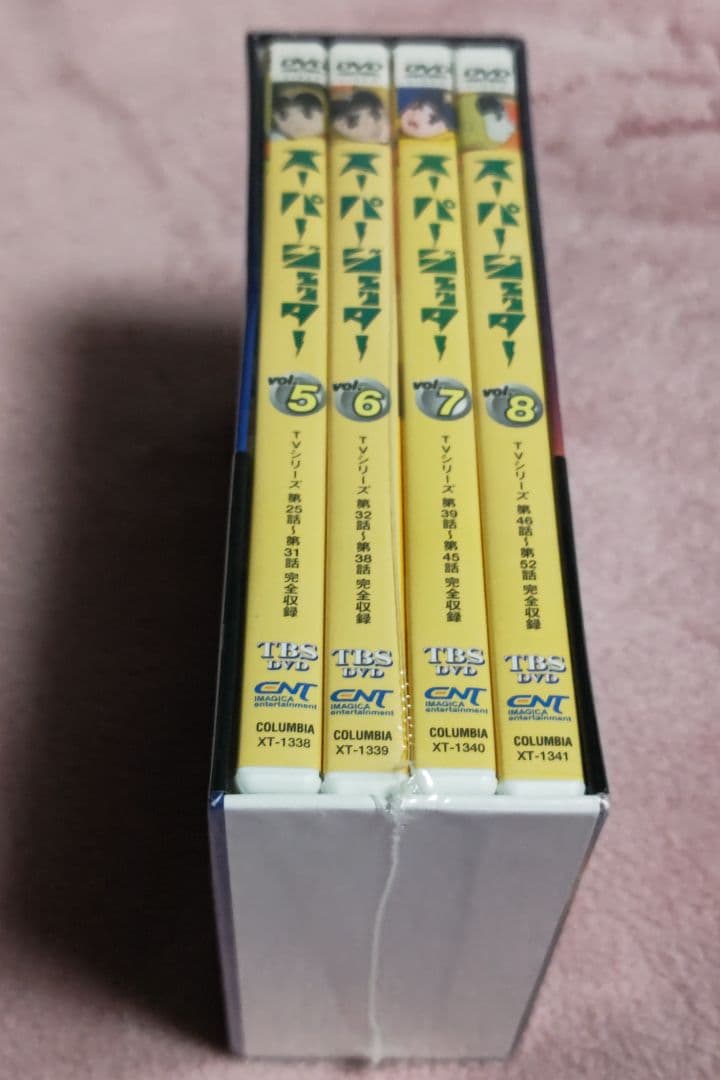 DVD
スーパージェッター
vol.
5
TVシリーズ 第25話〜第31話 完全収録
TBS
DVD
ENT
IMAGICA
entertainment
COLUMBIA
XT-1338
DVD
スーパージェッター
vol.
6
TVシリーズ 第32話〜第38話 完全収録
TBS
DVD
ENT
IMAGICA
entertainment
COLUMBIA
XT-1339
DVD
スーパージェッター
vol.
7
TVシリーズ 第39話〜第45話 完全収録
TBS
DVD
ENT
IMAGICA
entertainment
COLUMBIA
XT-1340
DVD
スーパージェッター
vol.
8
TVシリーズ 第46話〜第52話 完全収録
TBS
DVD
ENT
IMAGICA
entertainment
COLUMBIA
XT-1341